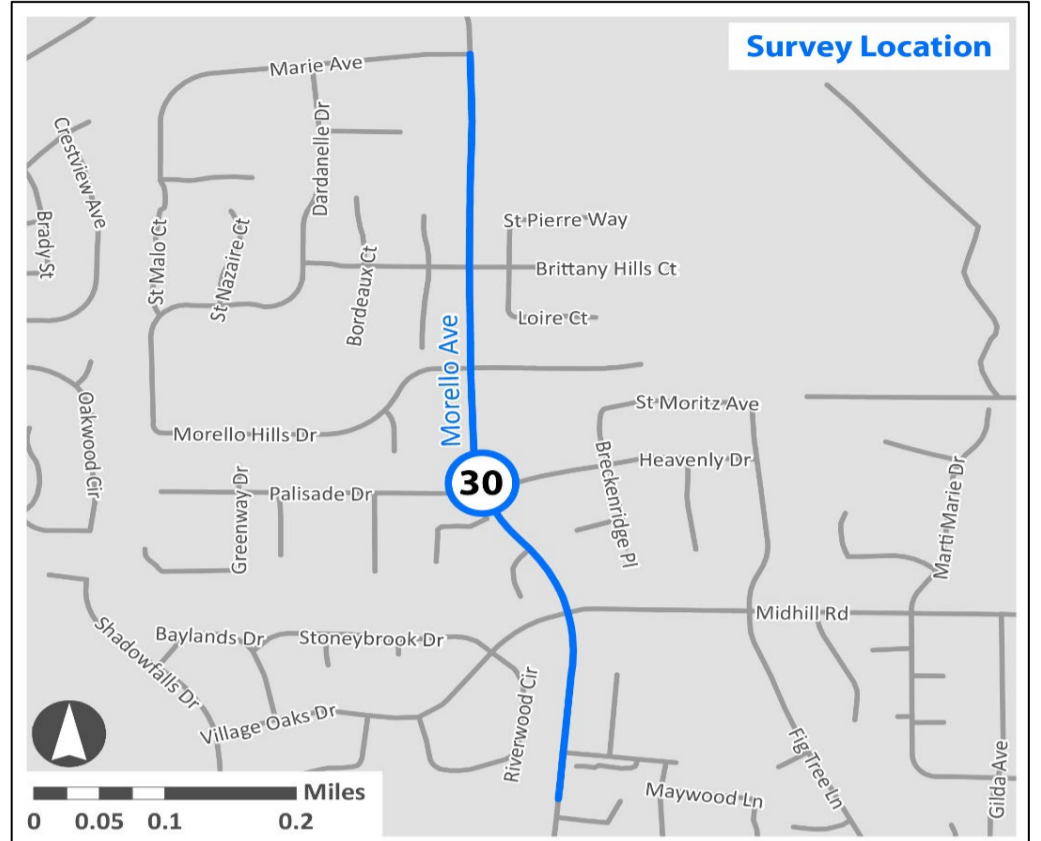 Survey Location
Marie Ave
Crestview Ave
Dardanelle Dr
Brady St
St Malo Ct
St Nazaire Ct
Bordeaux Ct
St Pierre Way
Brittany Hills Ct
Loire Ct
Morello Ave
Oakwood Cir
Morello Hills Dr
St Moritz Ave
Breckenridge Pl
Heavenly Dr
30
Palisade Dr
Greenway Dr
Marti Marie Dr
Midhill Rd
Shadowfalls Dr
Baylands Dr
Stoneybrook Dr
Village Oaks Dr
Riverwood Cir
Fig Tree Ln
Maywood Ln
Gilda Ave
Miles
0 0.05 0.1 0.2